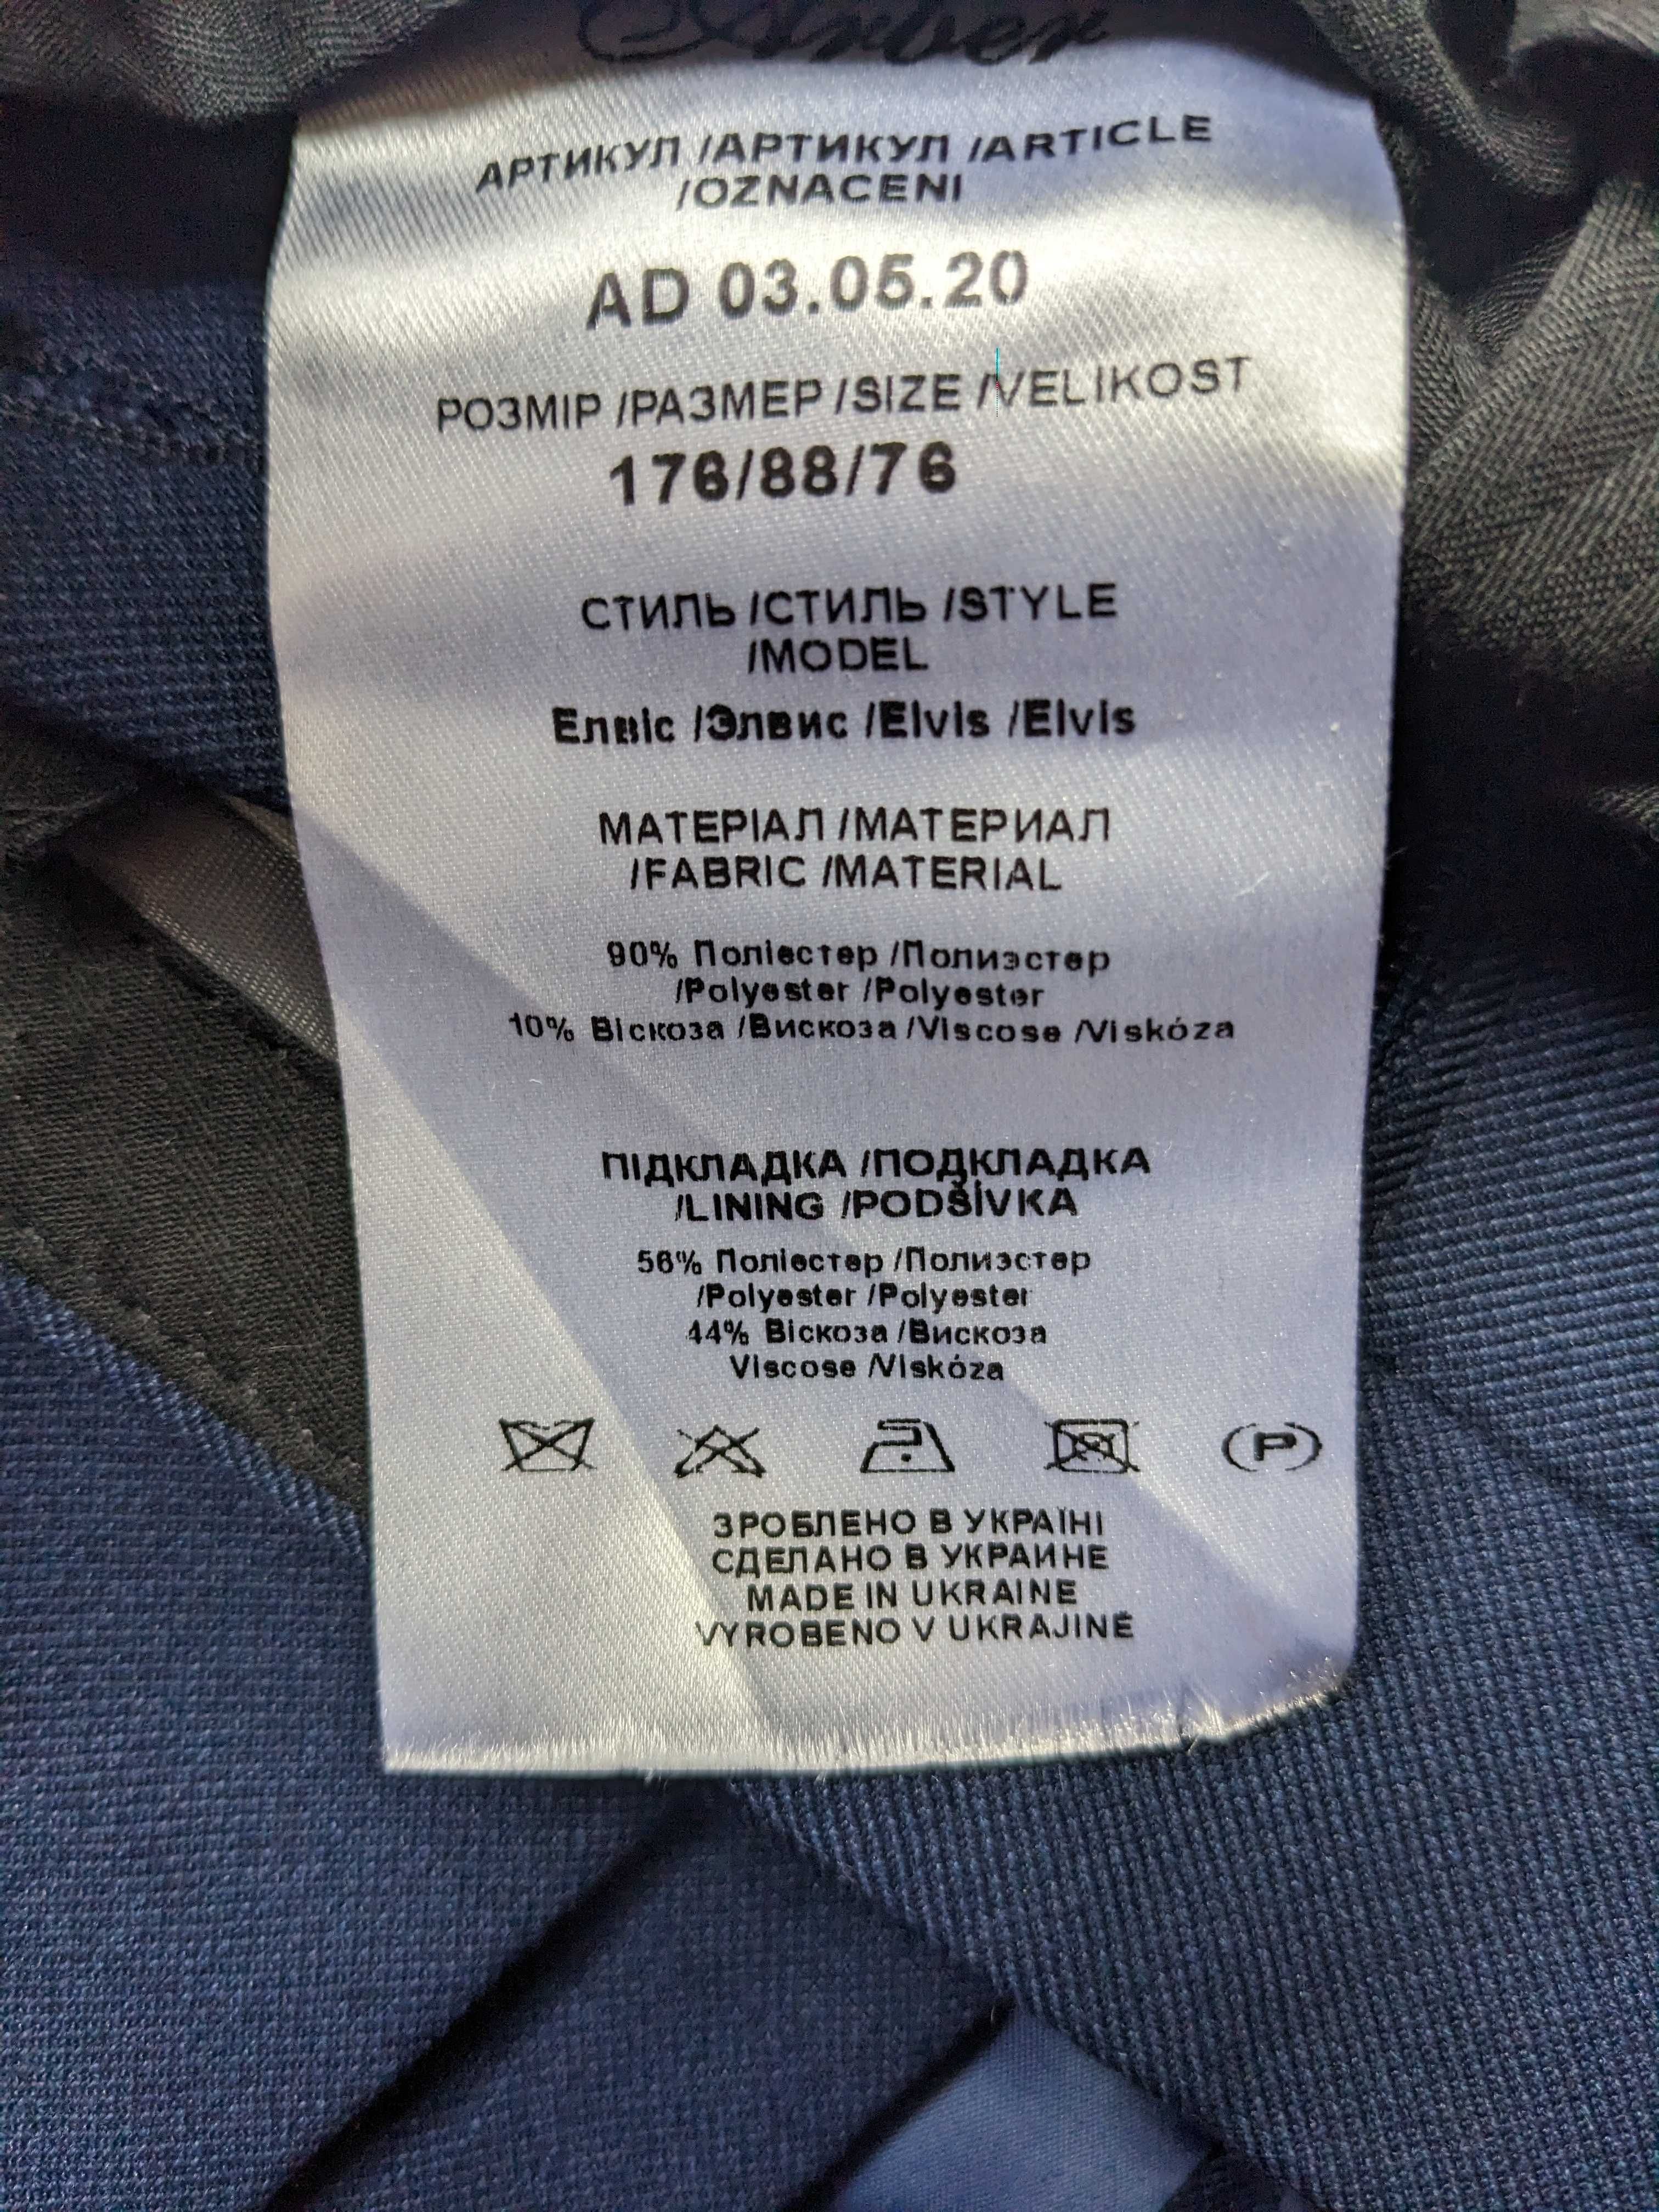 Arber
АРТИКУЛ /АРТИКУЛ /ARTICLE
/OZNACENI
AD 03.05.20
РОЗМІР /РАЗМЕР /SIZE /VELIKOST
176/88/76
СТИЛЬ /СТИЛЬ /STYLE
/MODEL
Елвіс /Элвис /Elvis /Elvis
МАТЕРІАЛ /МАТЕРИАЛ
/FABRIC /MATERIAL
90% Поліестер /Полиэстер
/Polyester /Polyester
10% Віскоза /Вискоза /Viscose /Viskóza
ПІДКЛАДКА /ПОДКЛАДКА
/LINING /PODŠÍVKA
56% Поліестер /Полиэстер
/Polyester /Polyester
44% Віскоза /Вискоза
Viscose /Viskóza
P
ЗРОБЛЕНО В УКРАЇНІ
СДЕЛАНО В УКРАИНЕ
MADE IN UKRAINE
VYROBENO V UKRAJINĚ